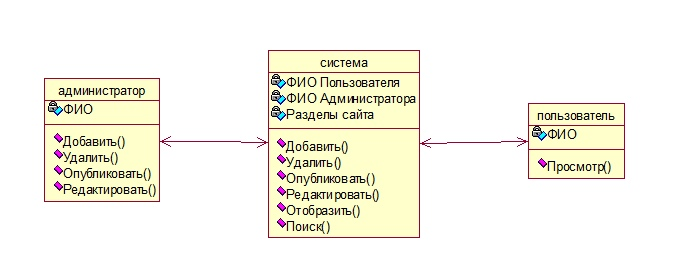 администратор
ФИО
Добавить()
Удалить()
Опубликовать()
Редактировать()
система
ФИО Пользователя
ФИО Администратора
Разделы сайта
Добавить()
Удалить()
Опубликовать()
Редактировать()
Отобразить()
Поиск()
пользователь
ФИО
Просмотр()